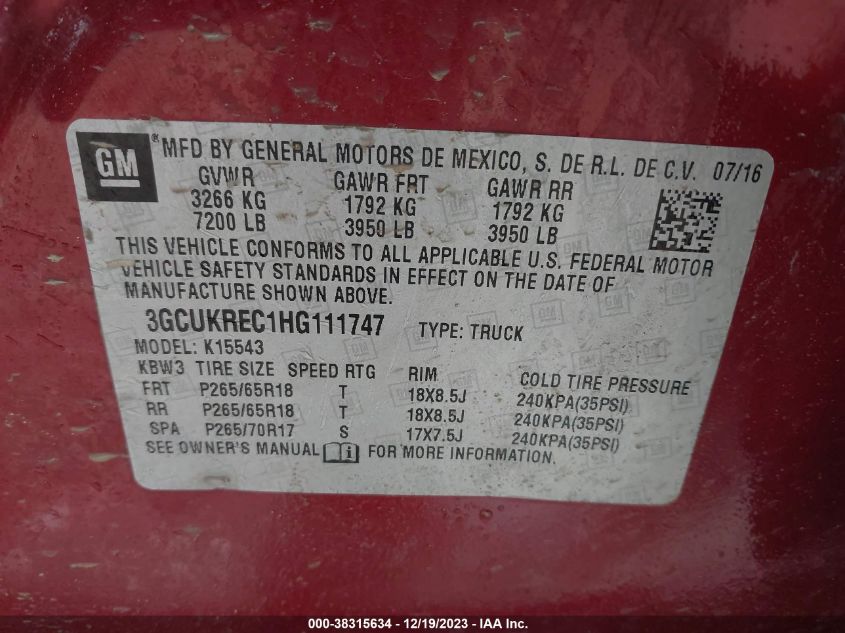 GM ® MFD BY GENERAL MOTORS DE MEXICO, S. DE R.L. DE C.V. 07/16
GVWR GAWR FRT GAWR RR
3266 KG 1792 KG 1792 KG
7200 LB 3950 LB 3950 LB
THIS VEHICLE CONFORMS TO ALL APPLICABLE U.S. FEDERAL MOTOR
VEHICLE SAFETY STANDARDS IN EFFECT ON THE DATE OF
MANUFACTURE SHOWN ABOVE.
3GCUKREC1HG111747 TYPE: TRUCK
MODEL: K15543
KBW3 TIRE SIZE SPEED RTG RIM COLD TIRE PRESSURE
FRT P265/65R18 T 18X8.5J 240KPA(35PSI)
RR P265/65R18 T 18X8.5J 240KPA(35PSI)
SPA P265/70R17 S 17X7.5J 240KPA(35PSI)
SEE OWNER'S MANUAL i FOR MORE INFORMATION.
000-38315634 - 12/19/2023 - IAA Inc.